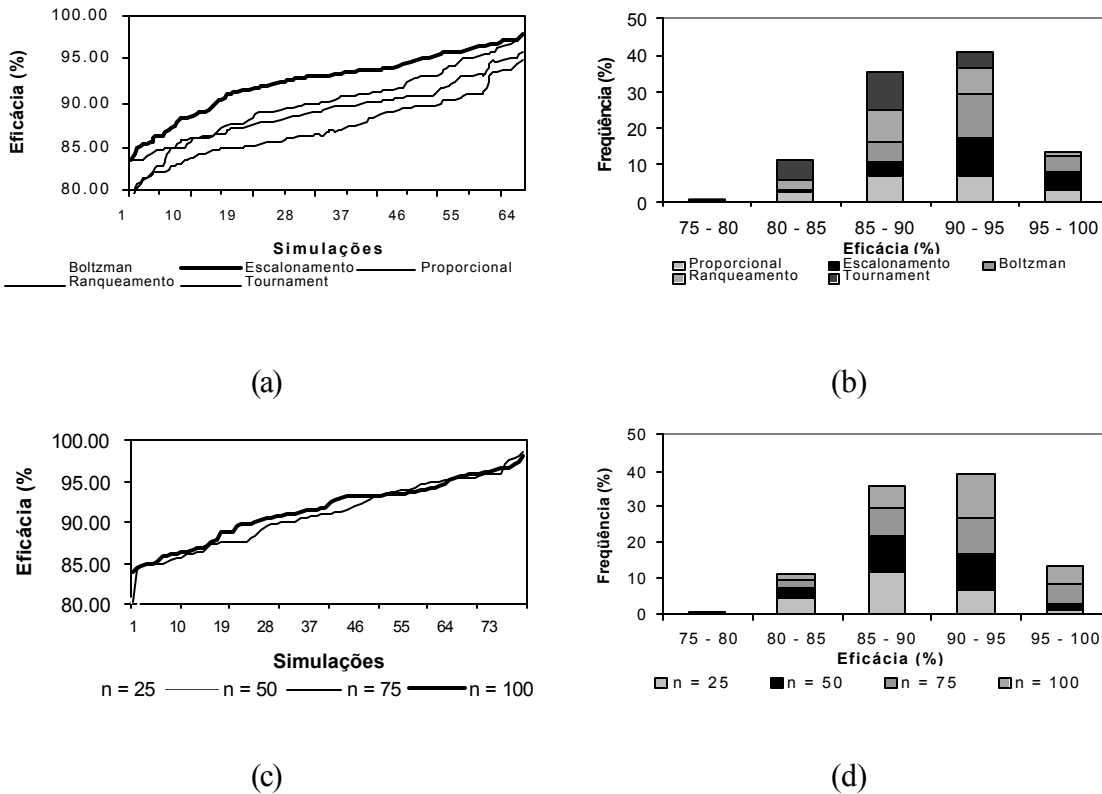 100.00
95.00
90.00
85.00
80.00
Eficácia (%)
1 10 19 28 37 46 55 64
Simulações
Boltzman Escalonamento Proporcional
Ranqueamento Tournament
(a)
50
40
30
20
10
0
Freqüência (%)
75 - 80 80 - 85 85 - 90 90 - 95 95 - 100
Eficácia (%)
Proporcional Escalonamento Boltzman
Ranqueamento Tournament
(b)
100.00
95.00
90.00
85.00
80.00
Eficácia (%
1 10 19 28 37 46 55 64 73
Simulações
n = 25 n = 50 n = 75 n = 100
(c)
50
40
30
20
10
0
Freqüência (%)
75 - 80 80 - 85 85 - 90 90 - 95 95 - 100
Eficácia (%)
n = 25 n = 50 n = 75 n = 100
(d)